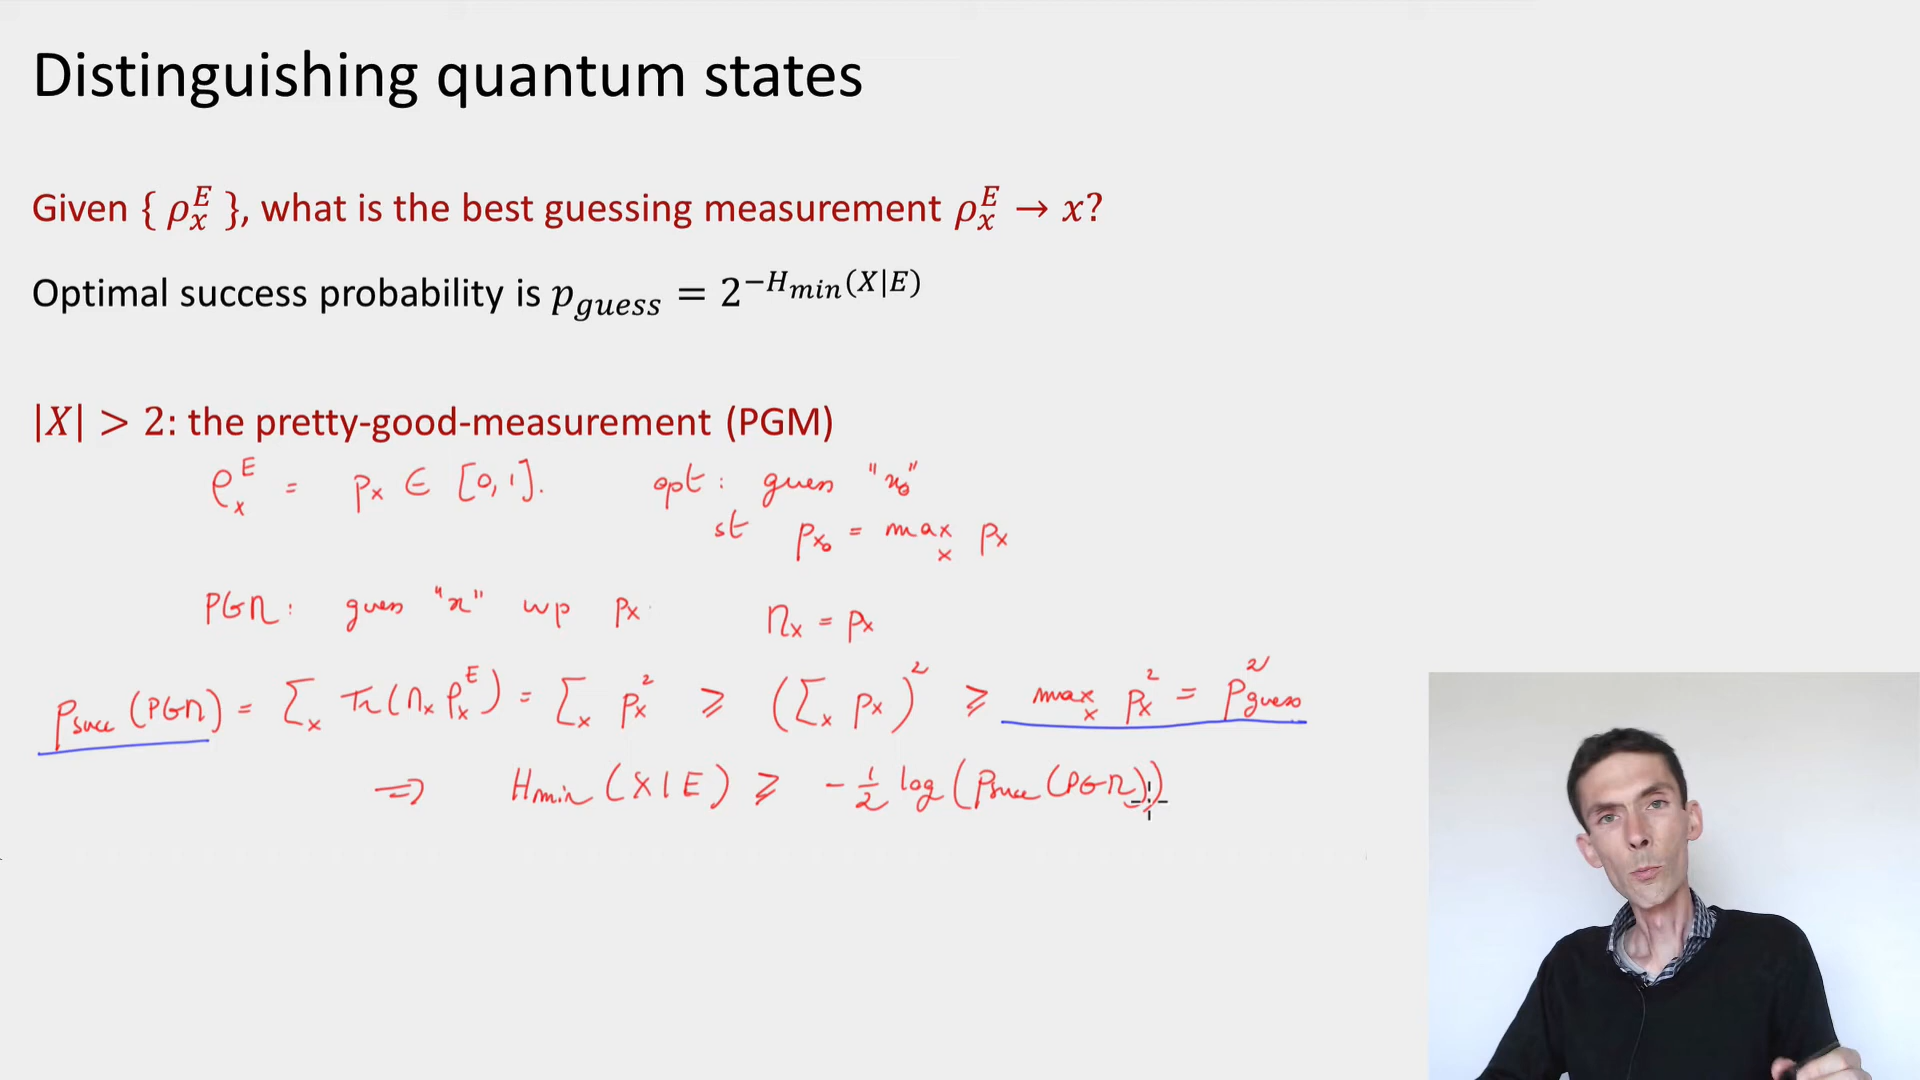 Distinguishing quantum states
Given { ρ_x^E }, what is the best guessing measurement ρ_x^E → x?
Optimal success probability is p_guess = 2^{−H_min(X|E)}
|X| > 2: the pretty-good-measurement (PGM)
ρ_x^E = p_x ∈ [0,1]. opt: guess "x_0"
st p_{x_0} = max_x p_x
PGM: guess "x" wp p_x. M_x = p_x
P_succ (PGM) = Σ_x Tr(M_x ρ_x^E) = Σ_x p_x^2 ≥ (Σ_x p_x)^2 ≥ max_x p_x^2 = P_guess^2
⇒ H_min (X|E) ≥ -1/2 log(P_succ(PGM))